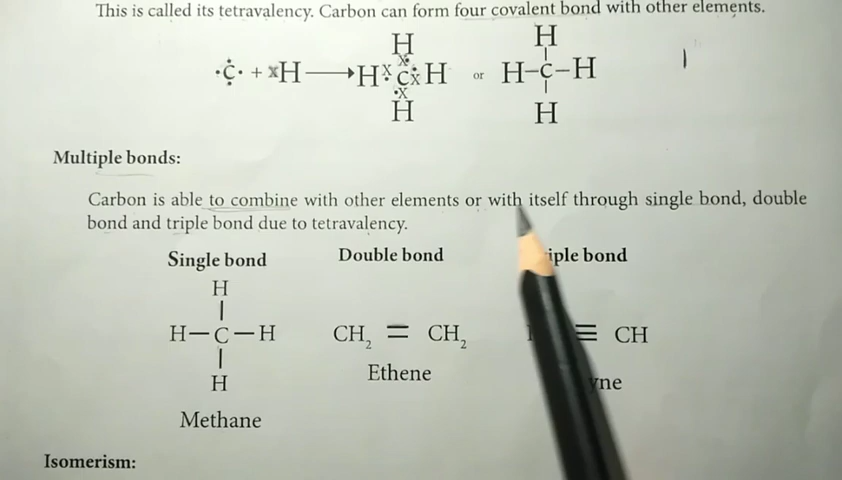 This is called its tetravalency. Carbon can form four covalent bond with other elements.
H H
·C· + xH → H x C x H or H–C–H
H H
Multiple bonds:
Carbon is able to combine with other elements or with itself through single bond, double
bond and triple bond due to tetravalency.
Single bond Double bond iple bond
H
H–C–H CH₂ = CH₂ ≡ CH
H Ethene yne
Methane
Isomerism: